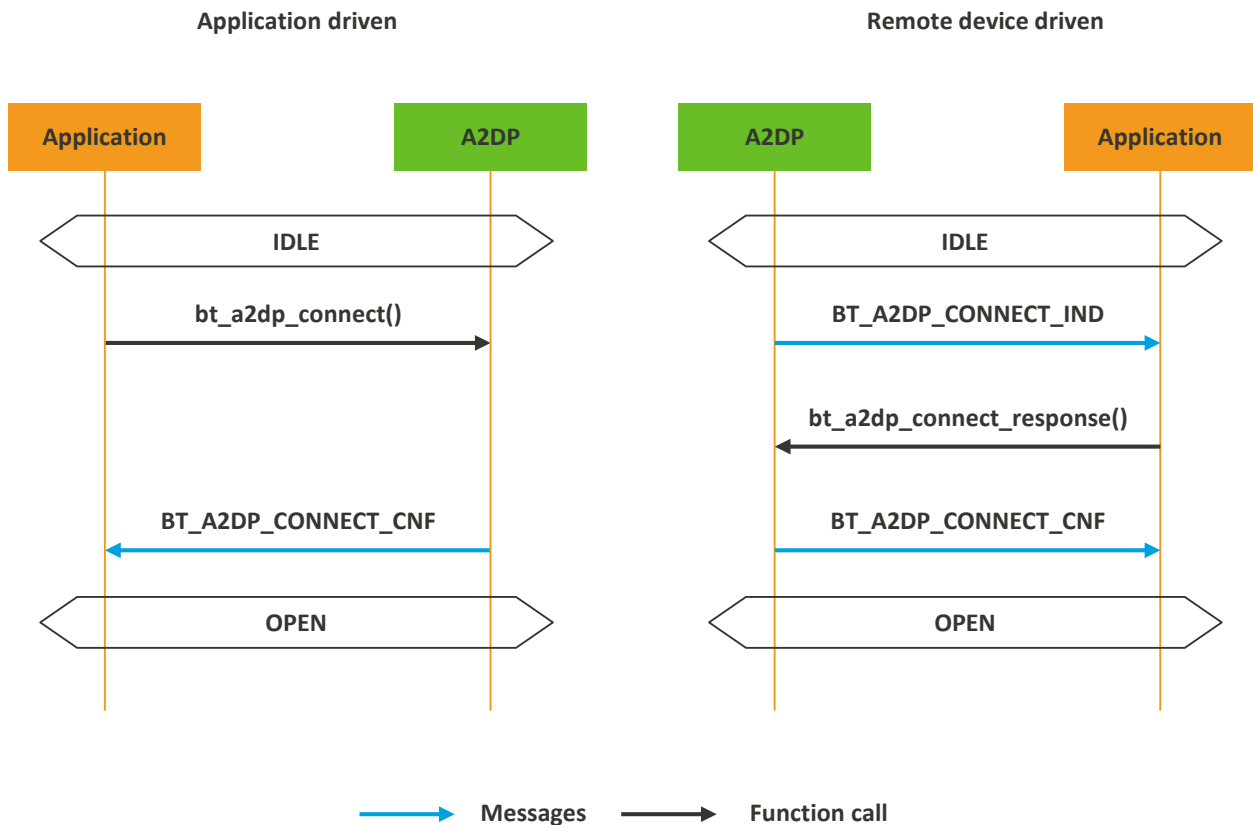 Application driven
Remote device driven
Application
A2DP
A2DP
Application
IDLE
IDLE
bt_a2dp_connect()
BT_A2DP_CONNECT_IND
bt_a2dp_connect_response()
BT_A2DP_CONNECT_CNF
BT_A2DP_CONNECT_CNF
OPEN
OPEN
Messages
Function call